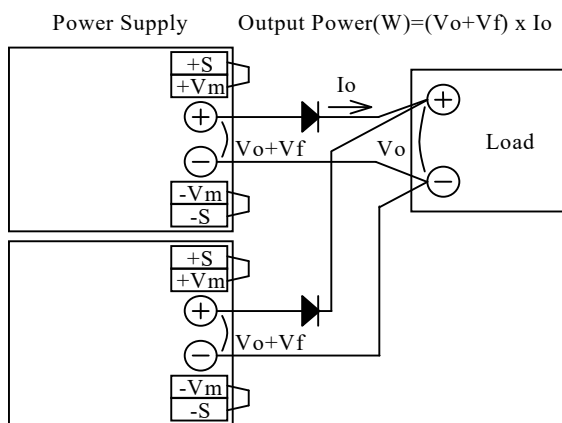 Power Supply
Output Power(W)=(Vo+Vf) x Io
+S
+Vm
+
Vo+Vf
−
-Vm
-S
Io
+
Vo
−
Load
+S
+Vm
+
Vo+Vf
−
-Vm
-S